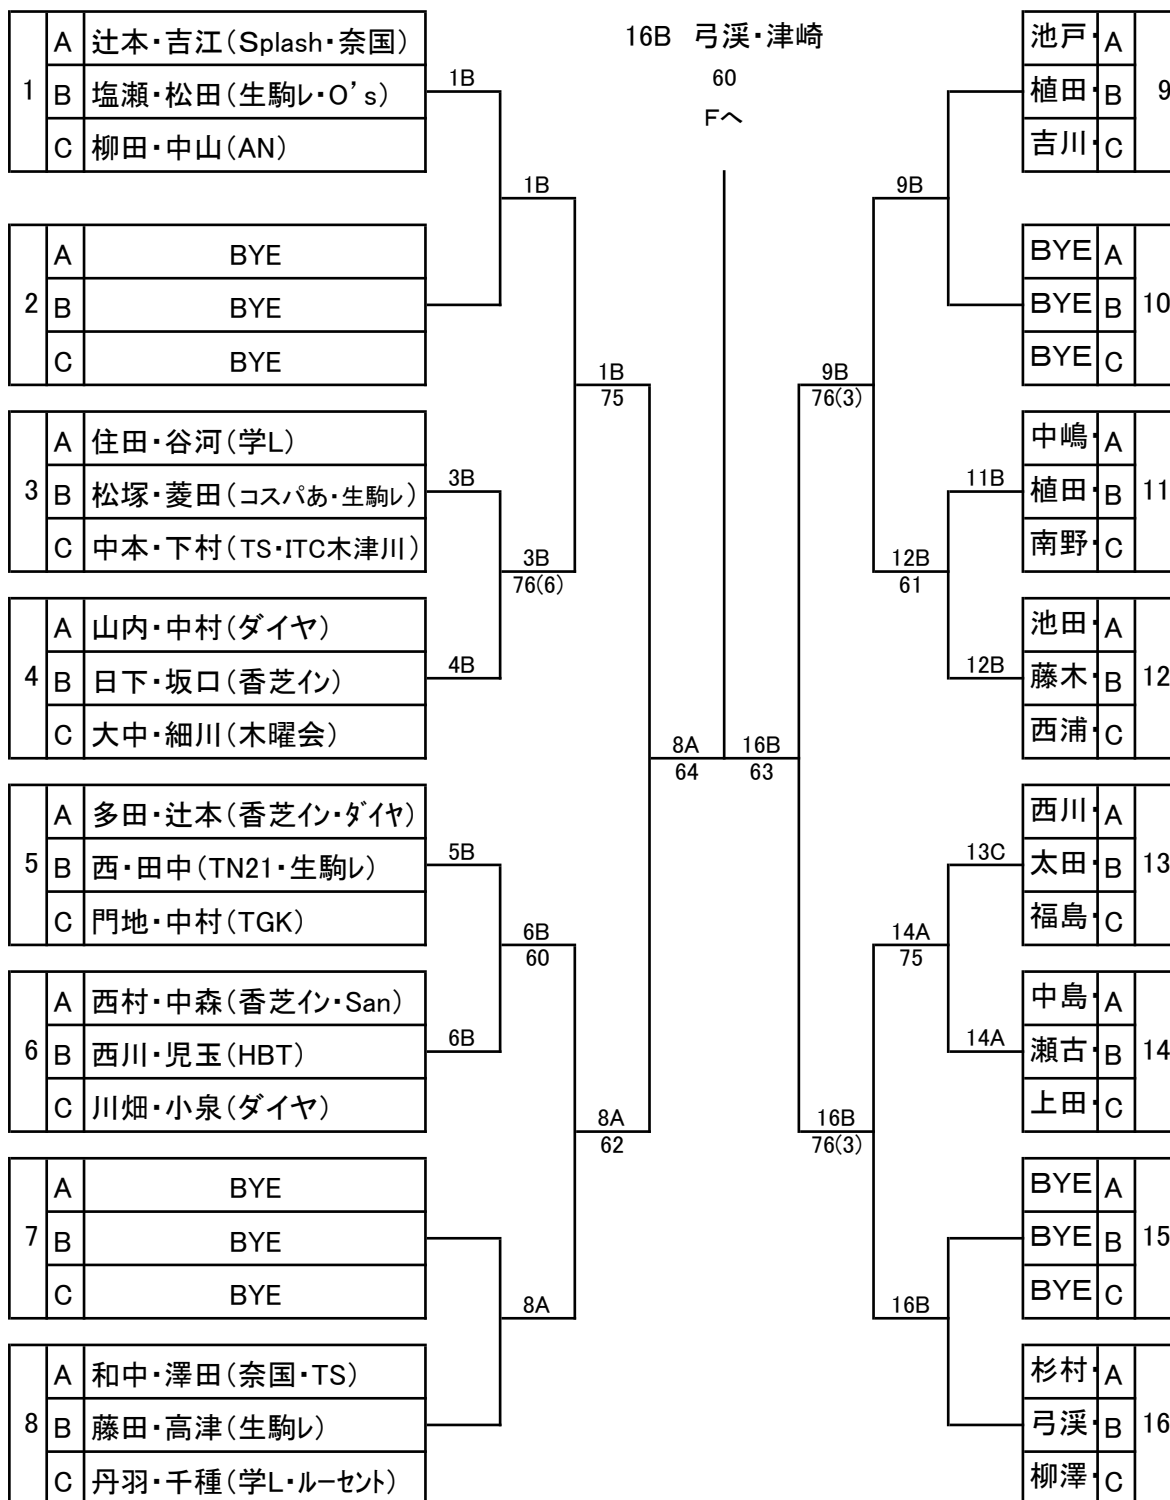 16B 弓渓・津崎
60
Fへ
1
A 辻本・吉江(Splash・奈国)
B 塩瀬・松田(生駒レ・O's)
C 柳田・中山(AN)
1B
1B
2
A BYE
B BYE
C BYE
1B
75
3
A 住田・谷河(学L)
B 松塚・菱田(コスパあ・生駒レ)
C 中本・下村(TS・ITC木津川)
3B
3B
76(6)
4
A 山内・中村(ダイヤ)
B 日下・坂口(香芝イン)
C 大中・細川(木曜会)
4B
8A
64
5
A 多田・辻本(香芝イン・ダイヤ)
B 西・田中(TN21・生駒レ)
C 門地・中村(TGK)
5B
6B
60
6
A 西村・中森(香芝イン・San)
B 西川・児玉(HBT)
C 川畑・小泉(ダイヤ)
6B
8A
62
7
A BYE
B BYE
C BYE
8A
8
A 和中・澤田(奈国・TS)
B 藤田・高津(生駒レ)
C 丹羽・千種(学L・ルーセント)
池戸・ A
植田・ B 9
吉川・ C
9B
BYE A
BYE B 10
BYE C
9B
76(3)
中嶋・ A
植田・ B 11
南野・ C
11B
12B
61
池田・ A
藤木・ B 12
西浦・ C
12B
16B
63
西川・ A
太田・ B 13
福島・ C
13C
14A
75
中島・ A
瀬古・ B 14
上田・ C
14A
16B
76(3)
BYE A
BYE B 15
BYE C
16B
杉村・ A
弓渓・ B 16
柳澤・ C